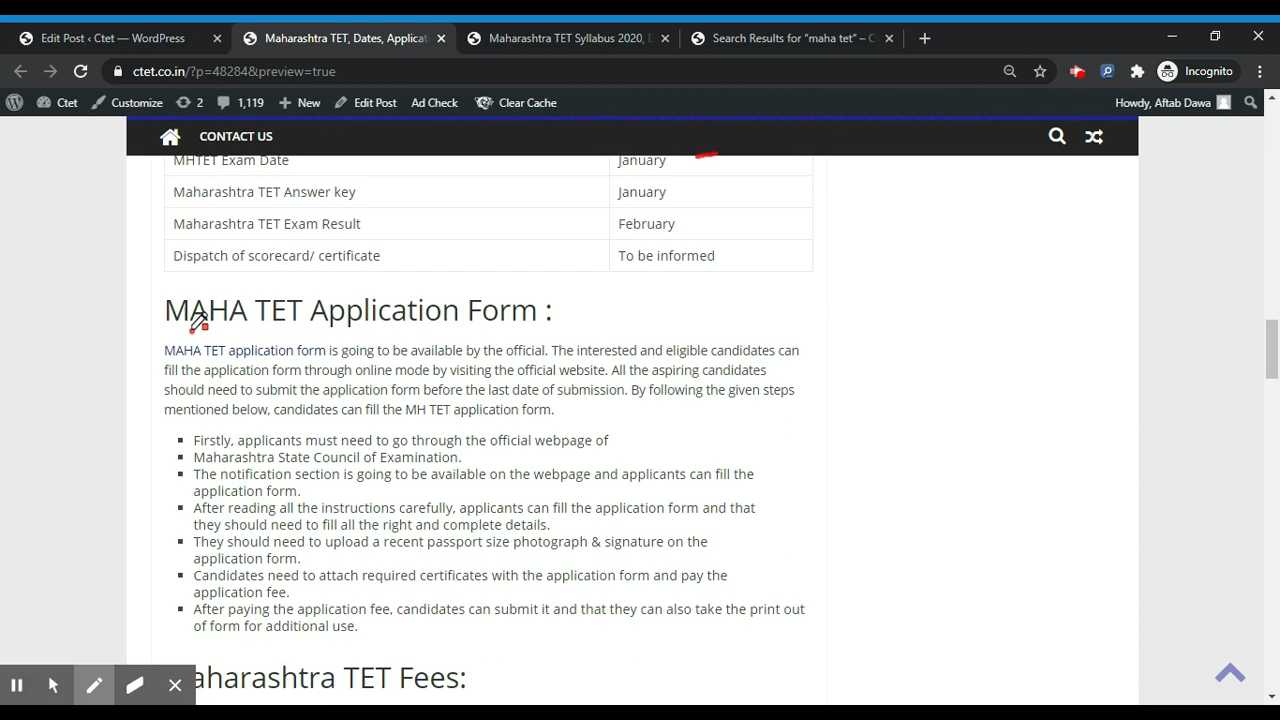 Edit Post ‹ Ctet — WordPress
Maharashtra TET, Dates, Applicat
Maharashtra TET Syllabus 2020, D
Search Results for “maha tet” – C
ctet.co.in/?p=48284&preview=true
Incognito
Ctet
Customize
2
1,119
New
Edit Post
Ad Check
Clear Cache
Howdy, Aftab Dawa
CONTACT US
MHTET Exam Date January
Maharashtra TET Answer key January
Maharashtra TET Exam Result February
Dispatch of scorecard/ certificate To be informed
MAHA TET Application Form :
MAHA TET application form is going to be available by the official. The interested and eligible candidates can
fill the application form through online mode by visiting the official website. All the aspiring candidates
should need to submit the application form before the last date of submission. By following the given steps
mentioned below, candidates can fill the MH TET application form.
Firstly, applicants must need to go through the official webpage of
Maharashtra State Council of Examination.
The notification section is going to be available on the webpage and applicants can fill the
application form.
After reading all the instructions carefully, applicants can fill the application form and that
they should need to fill all the right and complete details.
They should need to upload a recent passport size photograph & signature on the
application form.
Candidates need to attach required certificates with the application form and pay the
application fee.
After paying the application fee, candidates can submit it and that they can also take the print out
of form for additional use.
aharashtra TET Fees: